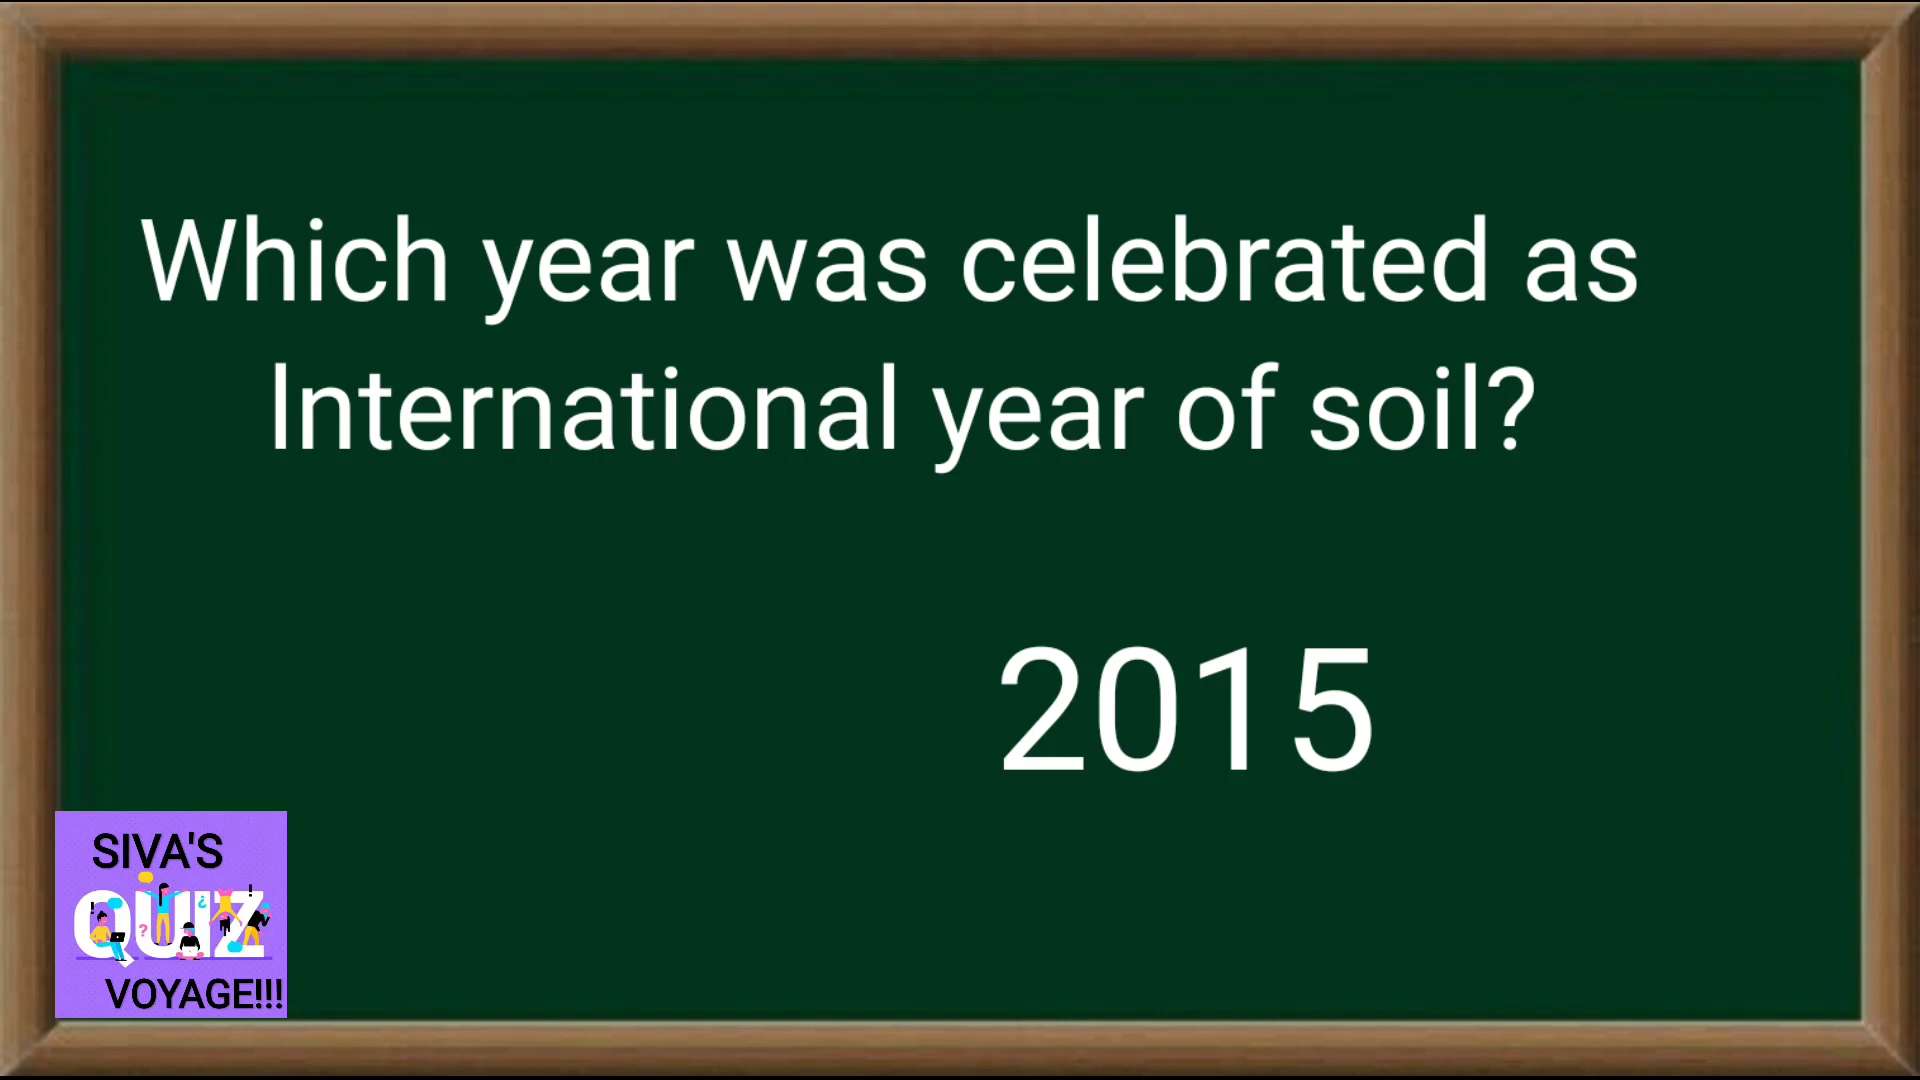 Which year was celebrated as
International year of soil?
2015
SIVA'S
QUIZ
VOYAGE!!!